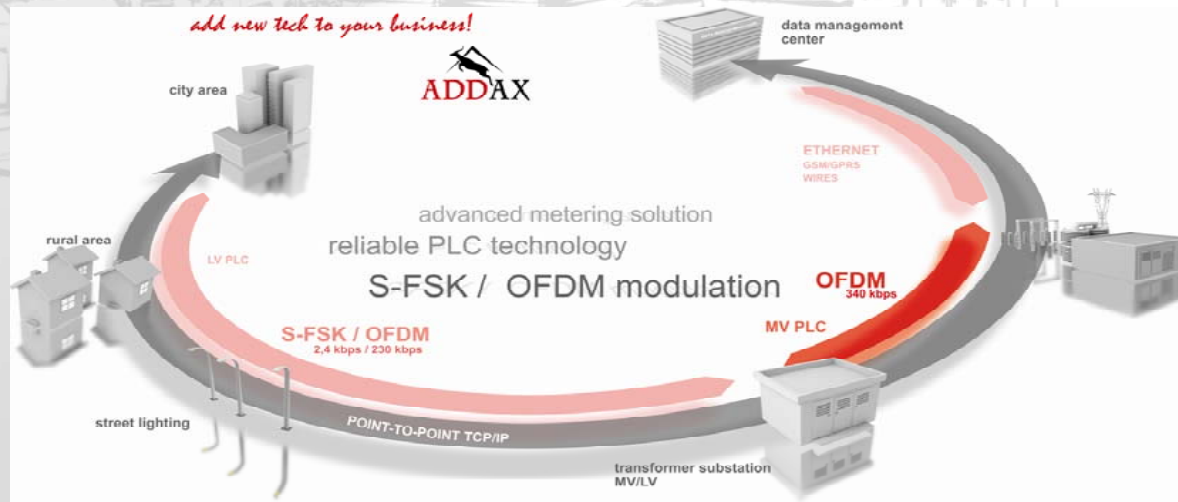 add new tech to your business!
ADDAX
data management
center
city area
ETHERNET
GSM/GPRS
WIRES
advanced metering solution
reliable PLC technology
S-FSK / OFDM modulation
rural area
LV PLC
OFDM
340 kbps
MV PLC
S-FSK / OFDM
2,4 kbps / 230 kbps
street lighting
POINT-TO-POINT TCP/IP
transformer substation
MV/LV